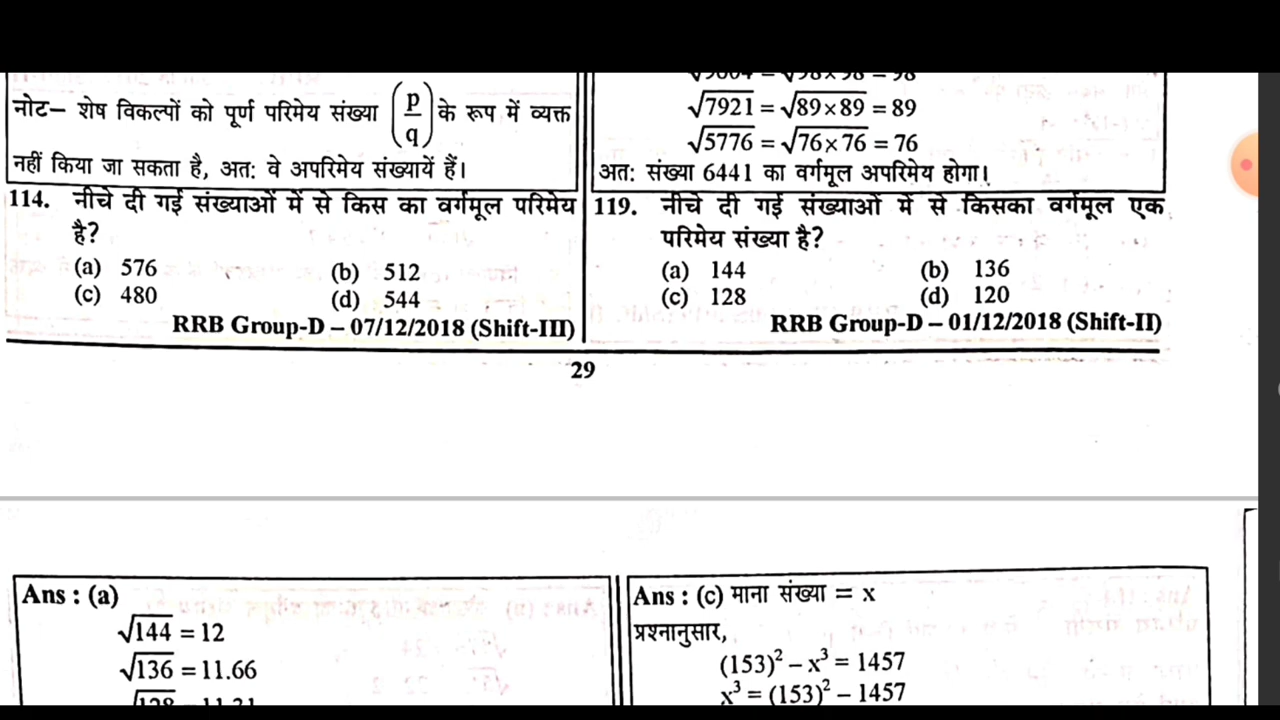 नोट– शेष विकल्पों को पूर्ण परिमेय संख्या (p/q) के रूप में व्यक्त
नहीं किया जा सकता है, अत: वे अपरिमेय संख्यायें हैं।
114. नीचे दी गई संख्याओं में से किस का वर्गमूल परिमेय
है?
(a) 576 (b) 512
(c) 480 (d) 544
RRB Group-D – 07/12/2018 (Shift-III)
√7921 = √89×89 = 89
√5776 = √76×76 = 76
अत: संख्या 6441 का वर्गमूल अपरिमेय होगा।
119. नीचे दी गई संख्याओं में से किसका वर्गमूल एक
परिमेय संख्या है?
(a) 144 (b) 136
(c) 128 (d) 120
RRB Group-D – 01/12/2018 (Shift-II)
29
Ans : (a)
√144 = 12
√136 = 11.66
Ans : (c) माना संख्या = x
प्रश्नानुसार,
(153)² – x³ = 1457
x³ = (153)² – 1457